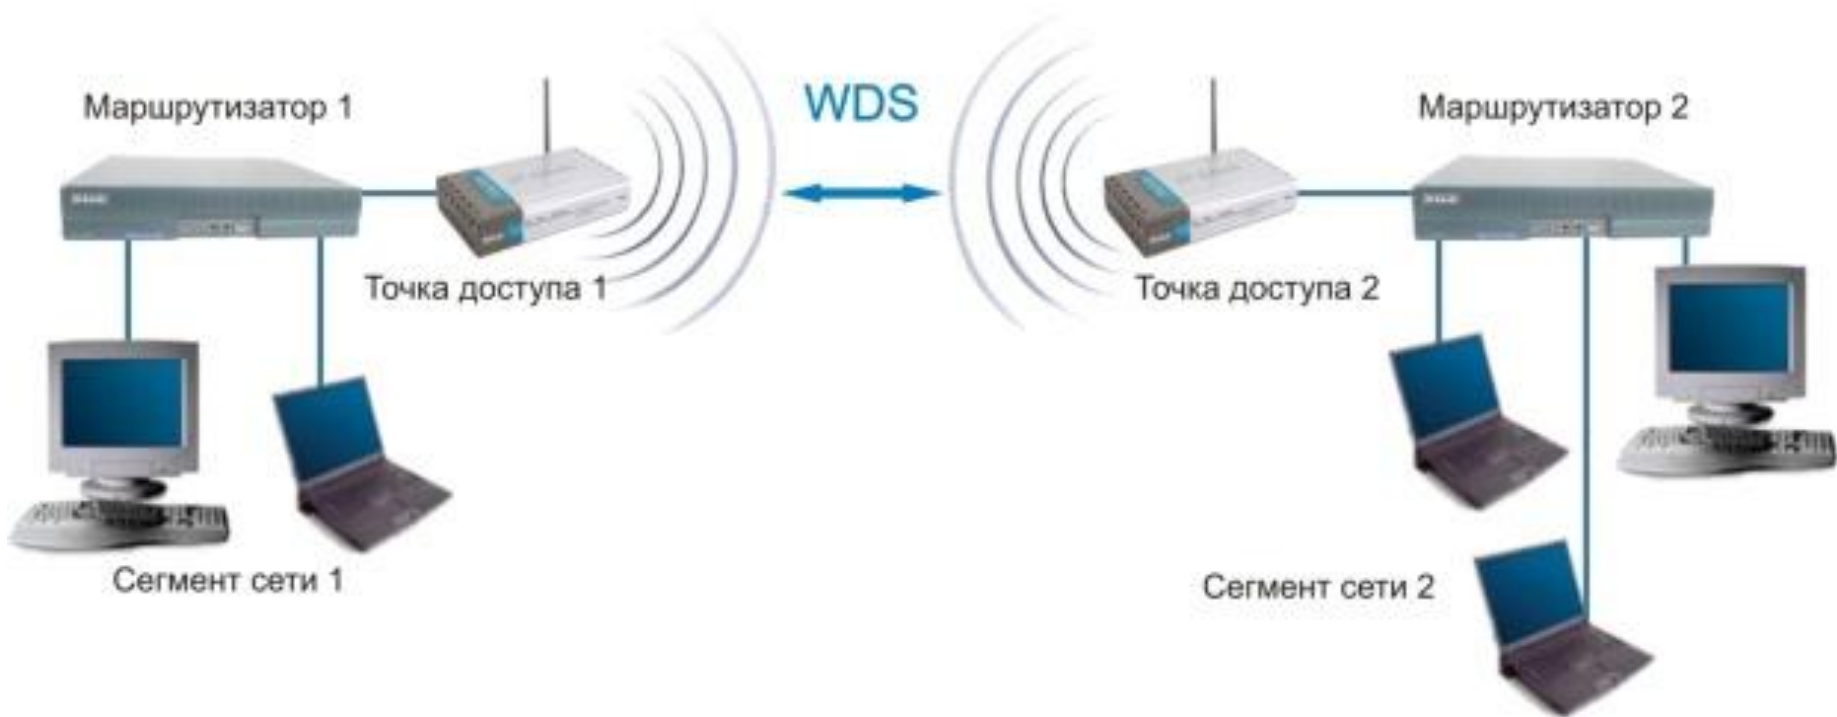 Маршрутизатор 1
WDS
Маршрутизатор 2
Точка доступа 1
Точка доступа 2
Сегмент сети 1
Сегмент сети 2